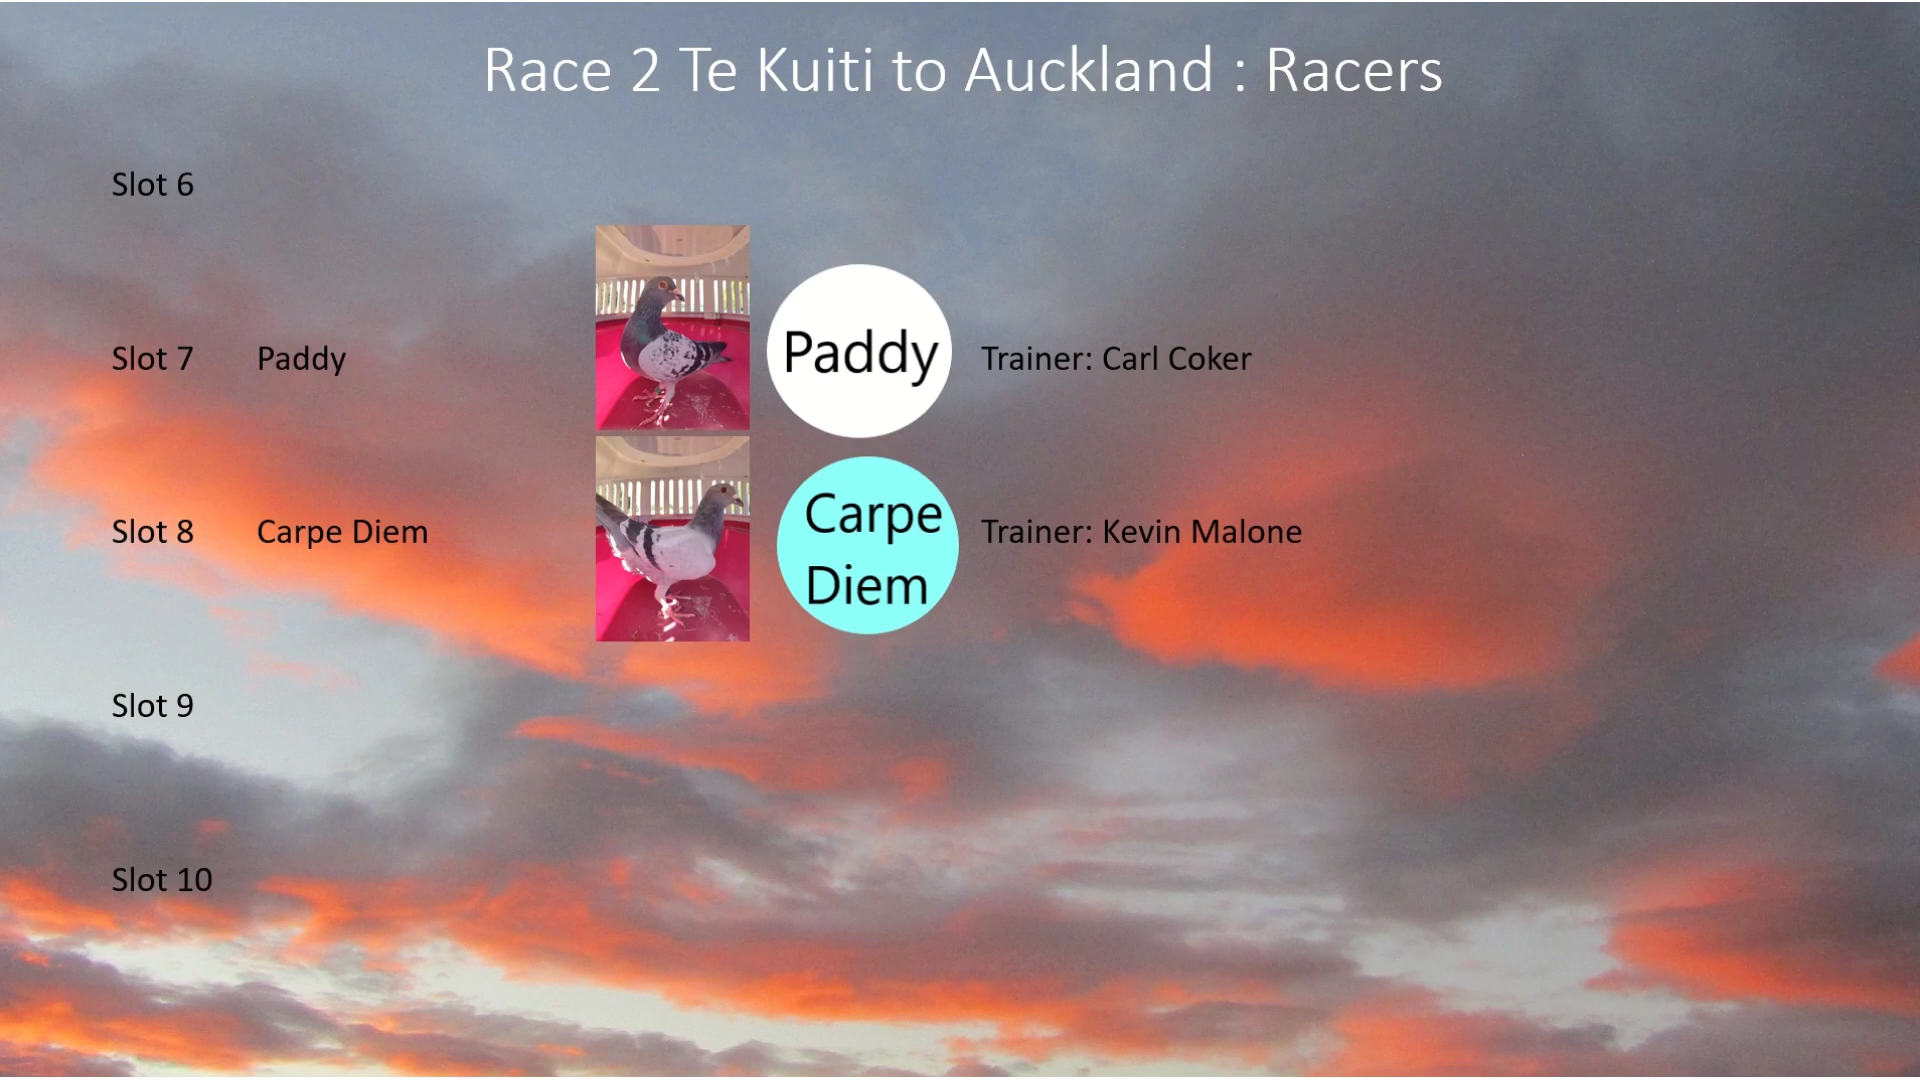 Race 2 Te Kuiti to Auckland : Racers
Slot 6
Slot 7 Paddy Paddy Trainer: Carl Coker
Slot 8 Carpe Diem Carpe Diem Trainer: Kevin Malone
Slot 9
Slot 10